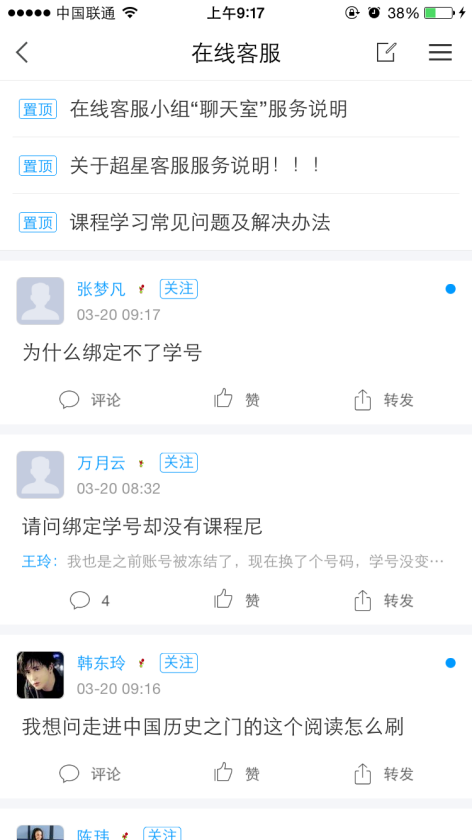 中国联通 上午9:17 38%
在线客服
置顶 在线客服小组“聊天室”服务说明
置顶 关于超星客服服务说明！！！
置顶 课程学习常见问题及解决办法
张梦凡 关注
03-20 09:17
为什么绑定不了学号
评论 赞 转发
万月云 关注
03-20 08:32
请问绑定学号却没有课程尼
王玲：我也是之前账号被冻结了，现在换了个号码，学号没变…
4 赞 转发
韩东玲 关注
03-20 09:16
我想问走进中国历史之门的这个阅读怎么刷
评论 赞 转发
陈玮 关注